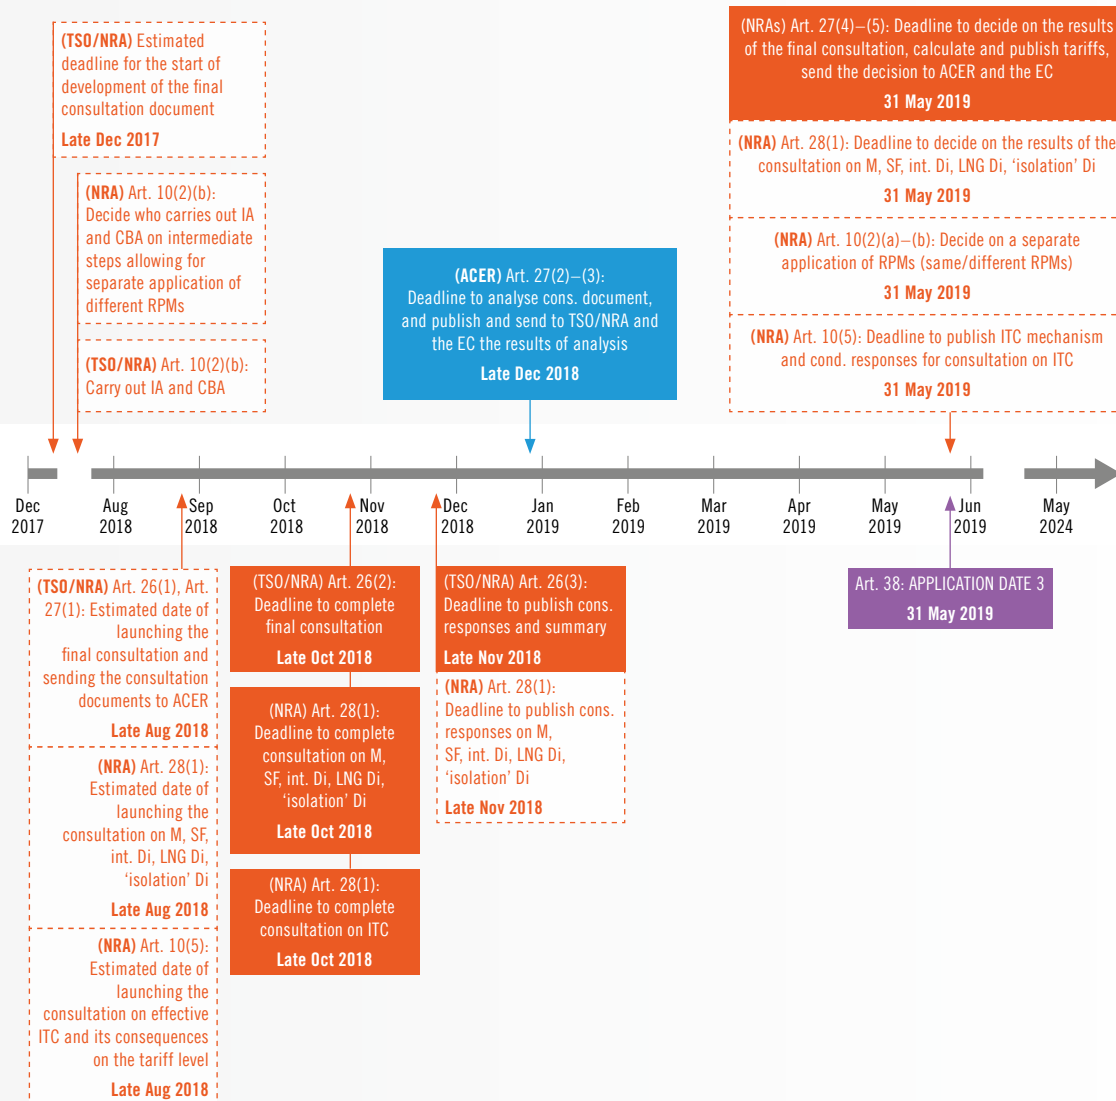 (TSO/NRA) Estimated
deadline for the start of
development of the final
consultation document
Late Dec 2017
(NRA) Art. 10(2)(b):
Decide who carries out IA
and CBA on intermediate
steps allowing for
separate application of
different RPMs
(TSO/NRA) Art. 10(2)(b):
Carry out IA and CBA
(ACER) Art. 27(2)–(3):
Deadline to analyse cons. document,
and publish and send to TSO/NRA and
the EC the results of analysis
Late Dec 2018
(NRAs) Art. 27(4)–(5): Deadline to decide on the results
of the final consultation, calculate and publish tariffs,
send the decision to ACER and the EC
31 May 2019
(NRA) Art. 28(1): Deadline to decide on the results of the
consultation on M, SF, int. Di, LNG Di, ‘isolation’ Di
31 May 2019
(NRA) Art. 10(2)(a)–(b): Decide on a separate
application of RPMs (same/different RPMs)
31 May 2019
(NRA) Art. 10(5): Deadline to publish ITC mechanism
and cond. responses for consultation on ITC
31 May 2019
Dec
2017
Aug
2018
Sep
2018
Oct
2018
Nov
2018
Dec
2018
Jan
2019
Feb
2019
Mar
2019
Apr
2019
May
2019
Jun
2019
May
2024
(TSO/NRA) Art. 26(1), Art.
27(1): Estimated date of
launching the
final consultation and
sending the consultation
documents to ACER
Late Aug 2018
(NRA) Art. 28(1):
Estimated date of
launching the
consultation on M, SF,
int. Di, LNG Di,
‘isolation’ Di
Late Aug 2018
(NRA) Art. 10(5):
Estimated date of
launching the
consultation on effective
ITC and its consequences
on the tariff level
Late Aug 2018
(TSO/NRA) Art. 26(2):
Deadline to complete
final consultation
Late Oct 2018
(NRA) Art. 28(1):
Deadline to complete
consultation on M,
SF, int. Di, LNG Di,
‘isolation’ Di
Late Oct 2018
(NRA) Art. 28(1):
Deadline to complete
consultation on ITC
Late Oct 2018
(TSO/NRA) Art. 26(3):
Deadline to publish cons.
responses and summary
Late Nov 2018
(NRA) Art. 28(1):
Deadline to publish cons.
responses on M,
SF, int. Di, LNG Di,
‘isolation’ Di
Late Nov 2018
Art. 38: APPLICATION DATE 3
31 May 2019